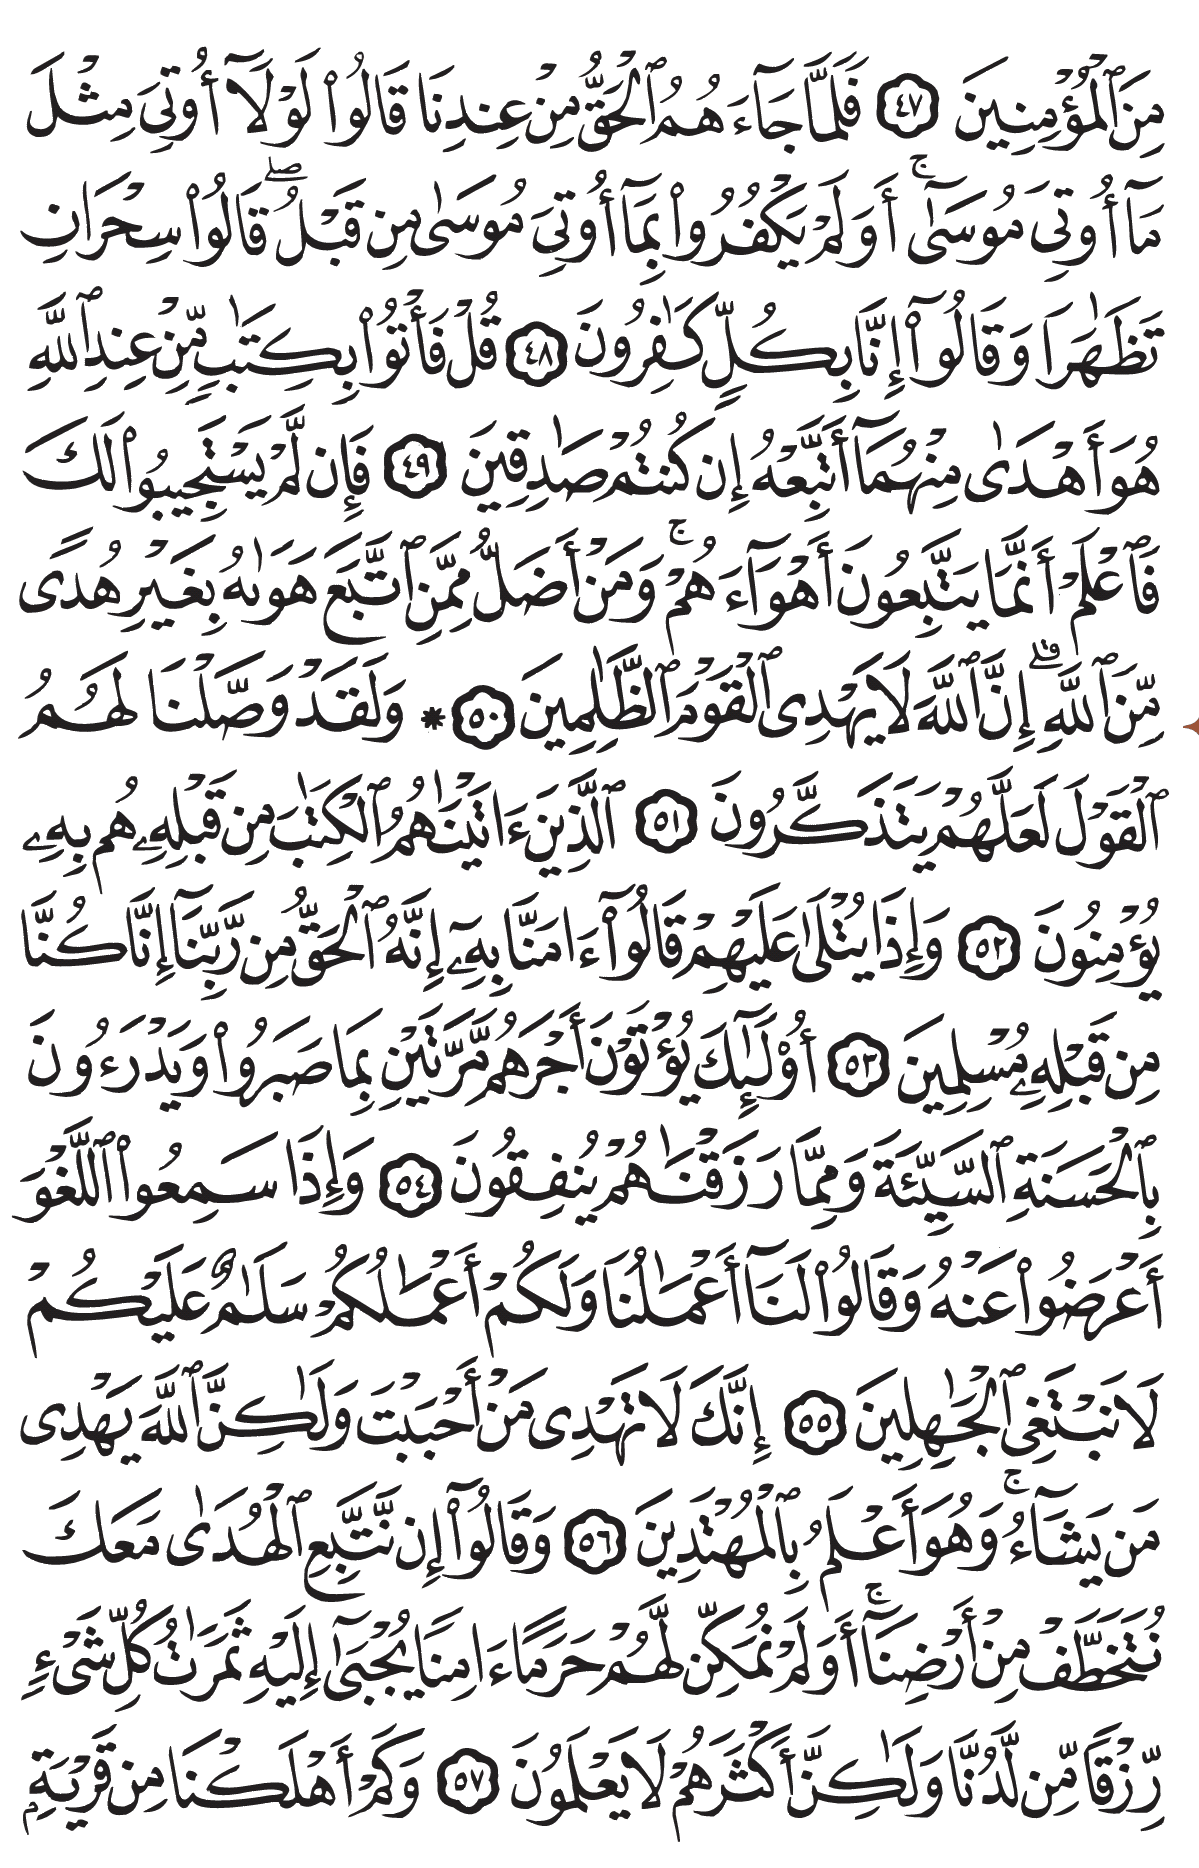 مِنَ ٱلْمُؤْمِنِينَ ٤٧ فَلَمَّا جَآءَهُمُ ٱلْحَقُّ مِنْ عِندِنَا قَالُوا۟ لَوْلَآ أُوتِىَ مِثْلَ
مَآ أُوتِىَ مُوسَىٰٓ ۚ أَوَلَمْ يَكْفُرُوا۟ بِمَآ أُوتِىَ مُوسَىٰ مِن قَبْلُ ۖ قَالُوا۟ سِحْرَانِ
تَظَٰهَرَا وَقَالُوٓا۟ إِنَّا بِكُلٍّ كَٰفِرُونَ ٤٨ قُلْ فَأْتُوا۟ بِكِتَٰبٍ مِّنْ عِندِ ٱللَّهِ
هُوَ أَهْدَىٰ مِنْهُمَآ أَتَّبِعْهُ إِن كُنتُمْ صَٰدِقِينَ ٤٩ فَإِن لَّمْ يَسْتَجِيبُوا۟ لَكَ
فَٱعْلَمْ أَنَّمَا يَتَّبِعُونَ أَهْوَآءَهُمْ ۚ وَمَنْ أَضَلُّ مِمَّنِ ٱتَّبَعَ هَوَىٰهُ بِغَيْرِ هُدًى
مِّنَ ٱللَّهِ ۗ إِنَّ ٱللَّهَ لَا يَهْدِى ٱلْقَوْمَ ٱلظَّٰلِمِينَ ٥٠ * وَلَقَدْ وَصَّلْنَا لَهُمُ
ٱلْقَوْلَ لَعَلَّهُمْ يَتَذَكَّرُونَ ٥١ ٱلَّذِينَ ءَاتَيْنَٰهُمُ ٱلْكِتَٰبَ مِن قَبْلِهِۦ هُم بِهِۦ
يُؤْمِنُونَ ٥٢ وَإِذَا يُتْلَىٰ عَلَيْهِمْ قَالُوٓا۟ ءَامَنَّا بِهِۦٓ إِنَّهُ ٱلْحَقُّ مِن رَّبِّنَآ إِنَّا كُنَّا
مِن قَبْلِهِۦ مُسْلِمِينَ ٥٣ أُو۟لَٰٓئِكَ يُؤْتَوْنَ أَجْرَهُم مَّرَّتَيْنِ بِمَا صَبَرُوا۟ وَيَدْرَءُونَ
بِٱلْحَسَنَةِ ٱلسَّيِّئَةَ وَمِمَّا رَزَقْنَٰهُمْ يُنفِقُونَ ٥٤ وَإِذَا سَمِعُوا۟ ٱللَّغْوَ
أَعْرَضُوا۟ عَنْهُ وَقَالُوا۟ لَنَآ أَعْمَٰلُنَا وَلَكُمْ أَعْمَٰلُكُمْ سَلَٰمٌ عَلَيْكُمْ
لَا نَبْتَغِى ٱلْجَٰهِلِينَ ٥٥ إِنَّكَ لَا تَهْدِى مَنْ أَحْبَبْتَ وَلَٰكِنَّ ٱللَّهَ يَهْدِى
مَن يَشَآءُ ۚ وَهُوَ أَعْلَمُ بِٱلْمُهْتَدِينَ ٥٦ وَقَالُوٓا۟ إِن نَّتَّبِعِ ٱلْهُدَىٰ مَعَكَ
نُتَخَطَّفْ مِنْ أَرْضِنَآ ۚ أَوَلَمْ نُمَكِّن لَّهُمْ حَرَمًا ءَامِنًا يُجْبَىٰٓ إِلَيْهِ ثَمَرَٰتُ كُلِّ شَىْءٍ
رِّزْقًا مِّن لَّدُنَّا وَلَٰكِنَّ أَكْثَرَهُمْ لَا يَعْلَمُونَ ٥٧ وَكَمْ أَهْلَكْنَا مِن قَرْيَةٍۭ